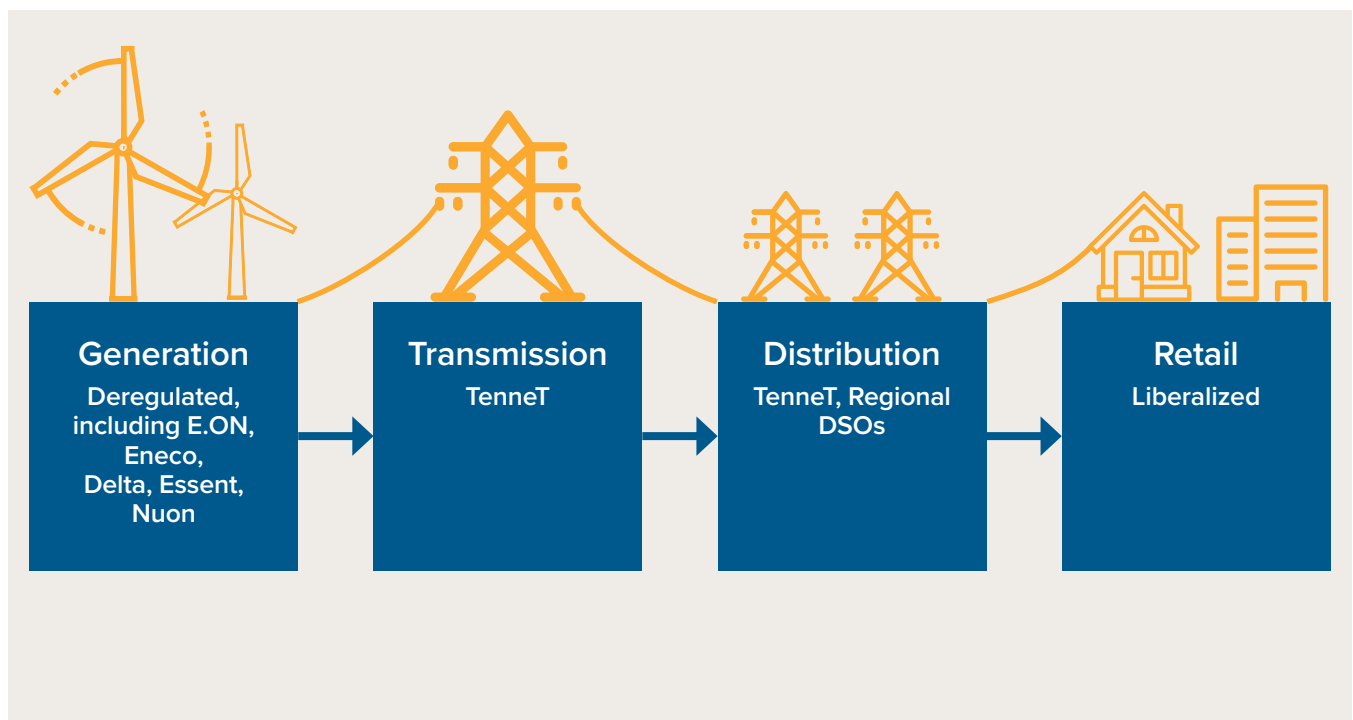 Generation
Deregulated,
including E.ON,
Eneco,
Delta, Essent,
Nuon
Transmission
TenneT
Distribution
TenneT, Regional
DSOs
Retail
Liberalized